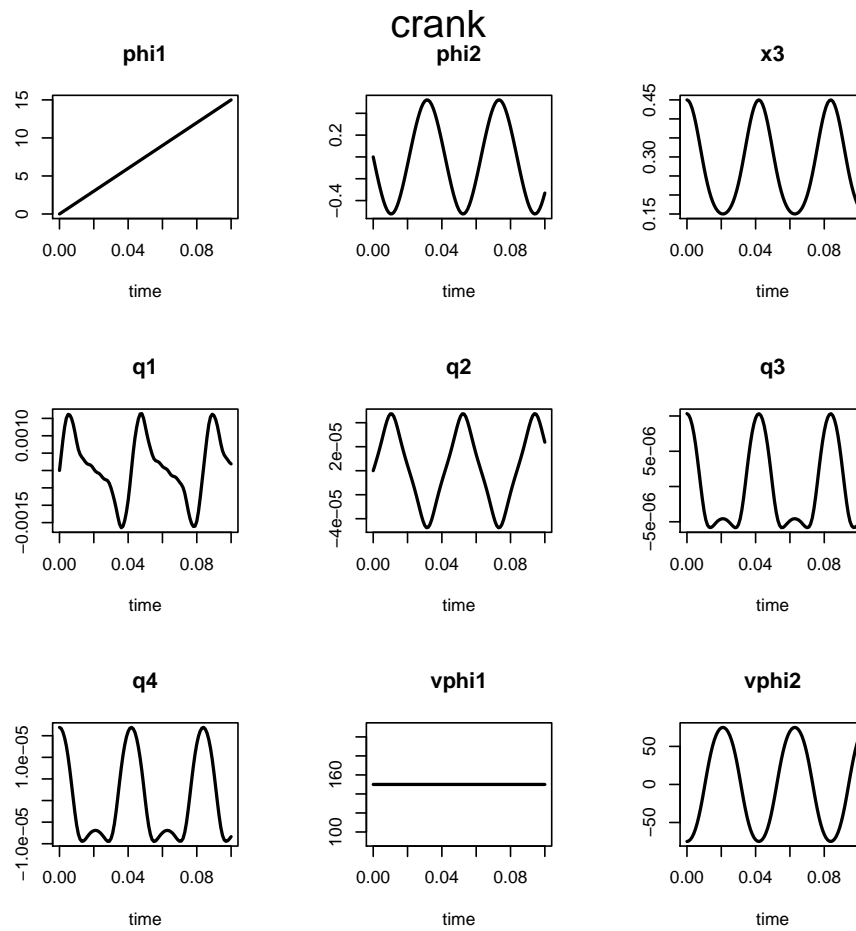 crank
phi1 phi2 x3
0 5 10 15
−0.4 0.2
0.15 0.30 0.45
0.00 0.04 0.08 0.00 0.04 0.08 0.00 0.04 0.08
time time time
q1 q2 q3
−0.0015 0.0010
−4e−05 2e−05
−5e−06 5e−06
0.00 0.04 0.08 0.00 0.04 0.08 0.00 0.04 0.08
time time time
q4 vphi1 vphi2
−1.0e−05 1.0e−05
100 160
−50 0 50
0.00 0.04 0.08 0.00 0.04 0.08 0.00 0.04 0.08
time time time